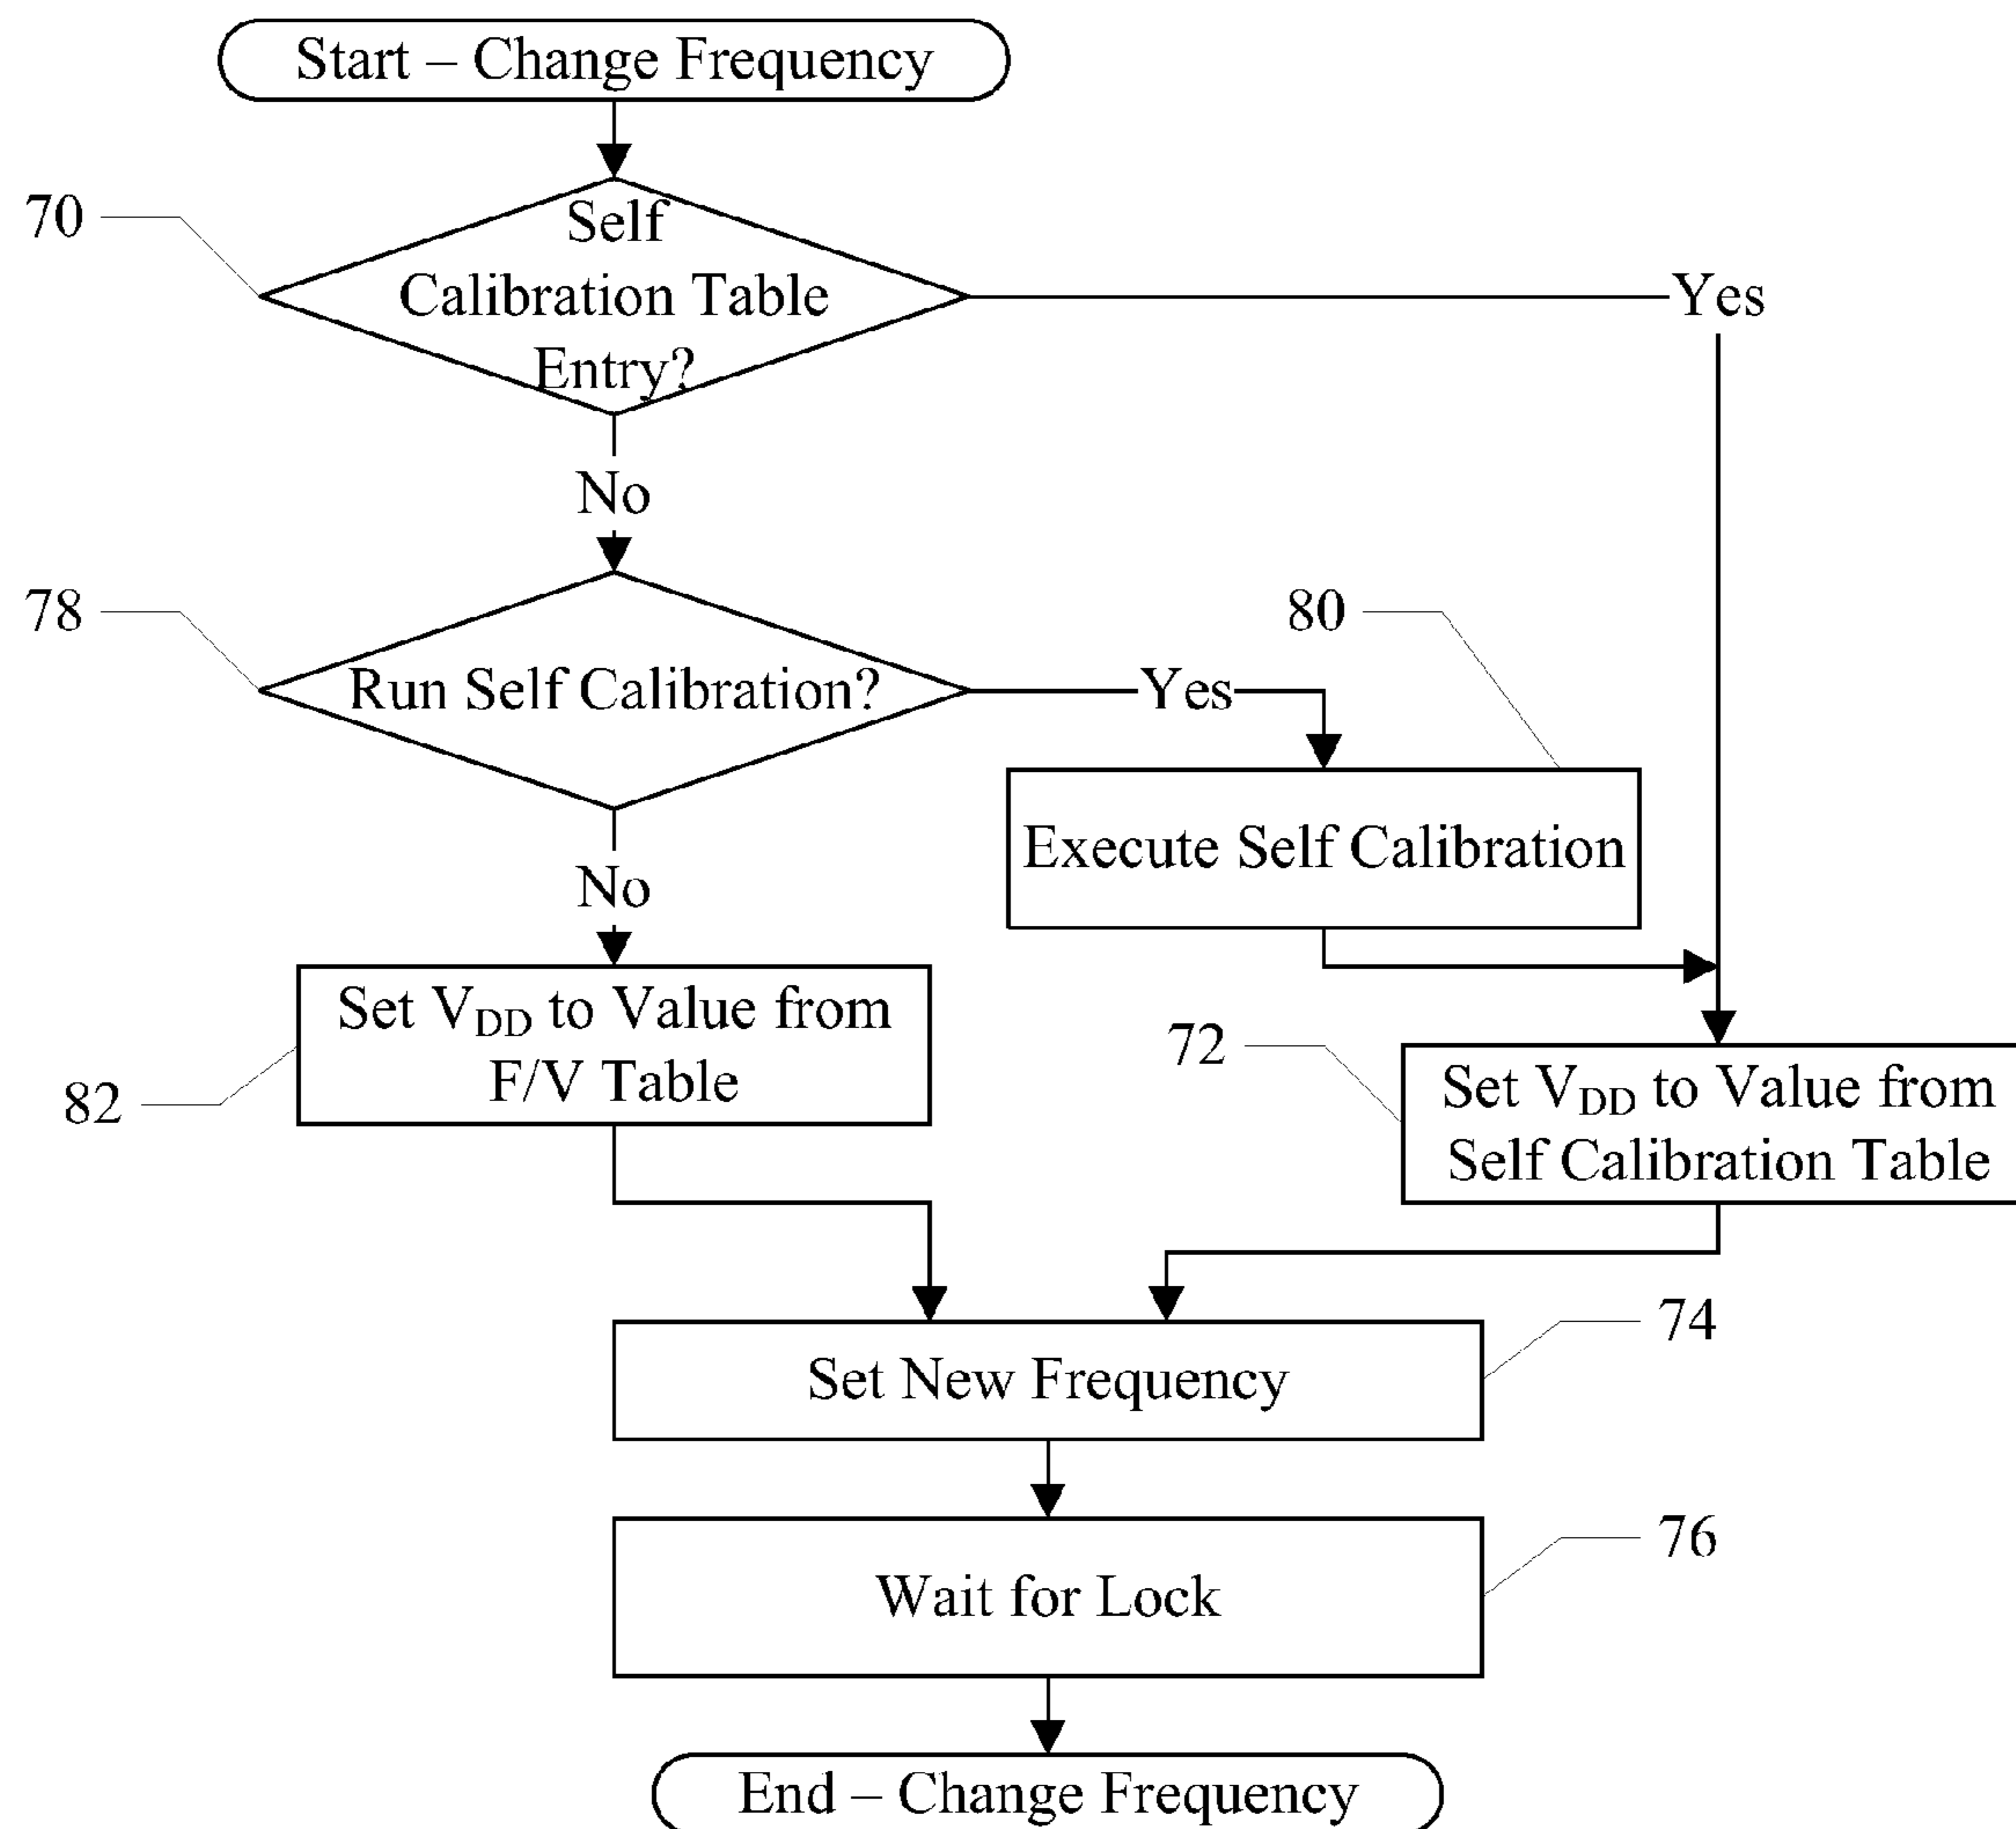 Start – Change Frequency
70
Self
Calibration Table
Entry?
Yes
No
78
Run Self Calibration?
Yes
80
Execute Self Calibration
No
Set VDD to Value from
F/V Table
82
72
Set VDD to Value from
Self Calibration Table
Set New Frequency
74
Wait for Lock
76
End – Change Frequency